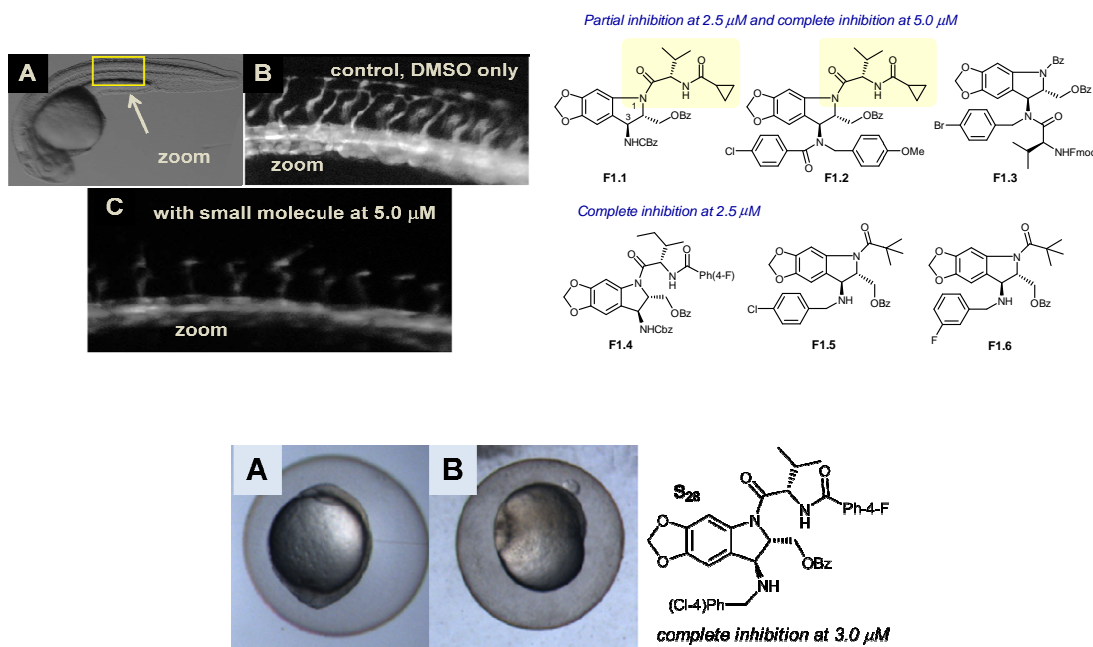 Partial inhibition at 2.5 μM and complete inhibition at 5.0 μM
A
zoom
B
control, DMSO only
zoom
C
with small molecule at 5.0 μM
zoom
O
O
O
N
1
3
NH
O
OBz
NHCBz
F1.1
O
O
O
N
NH
O
OBz
N
O
Cl
OMe
F1.2
Bz
O
O
N
OBz
N
O
Br
NHFmoc
F1.3
Complete inhibition at 2.5 μM
O
O
O
N
N
H
O
Ph(4-F)
OBz
NHCbz
F1.4
O
O
O
N
OBz
NH
Cl
F1.5
O
O
O
N
OBz
NH
F
F1.6
A
B
S28
O
O
O
N
NH
O
Ph-4-F
OBz
NH
(Cl-4)Ph
complete inhibition at 3.0 μM